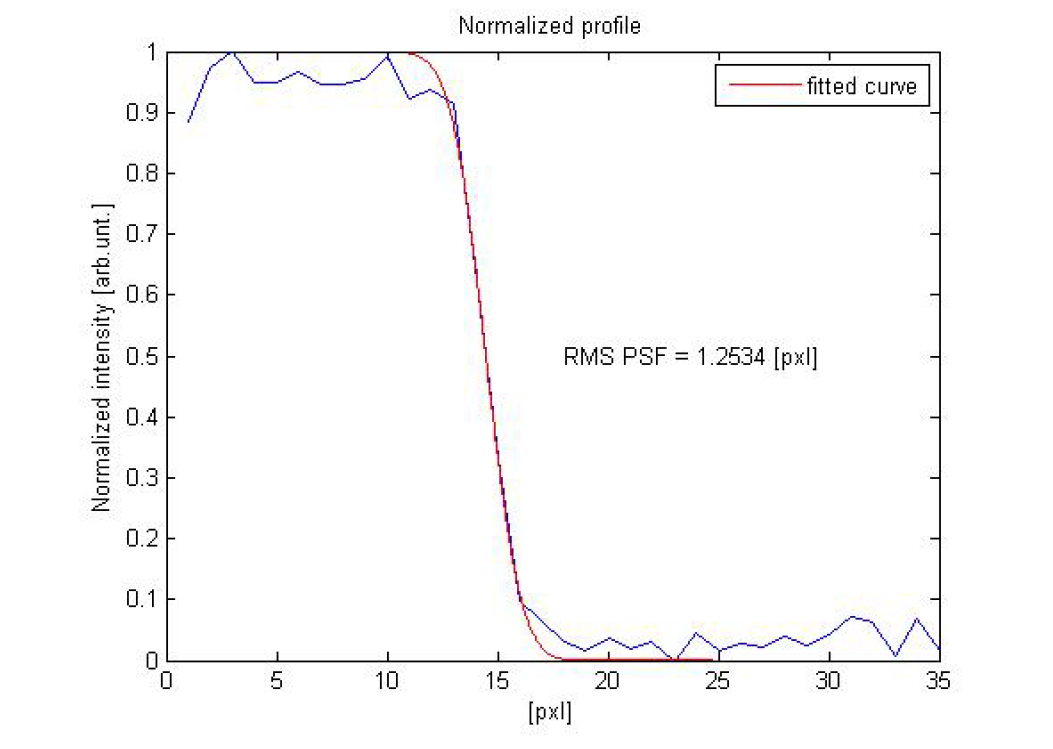 Normalized profile
fitted curve
Normalized intensity [arb.unt.]
1
0.9
0.8
0.7
0.6
0.5
0.4
0.3
0.2
0.1
0
RMS PSF = 1.2534 [pxl]
0 5 10 15 20 25 30 35
[pxl]